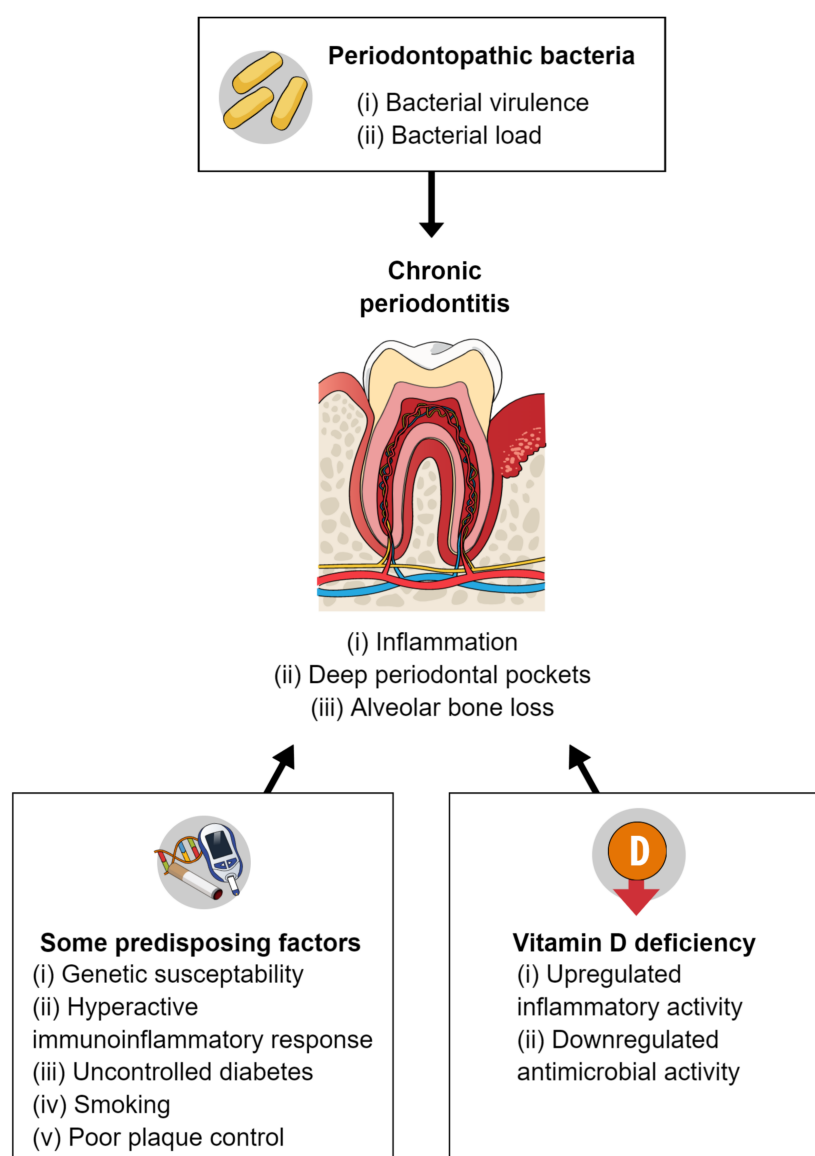 Periodontopathic bacteria
(i) Bacterial virulence
(ii) Bacterial load
Chronic
periodontitis
(i) Inflammation
(ii) Deep periodontal pockets
(iii) Alveolar bone loss
Some predisposing factors
(i) Genetic susceptability
(ii) Hyperactive
immunoinflammatory response
(iii) Uncontrolled diabetes
(iv) Smoking
(v) Poor plaque control
D
Vitamin D deficiency
(i) Upregulated
inflammatory activity
(ii) Downregulated
antimicrobial activity